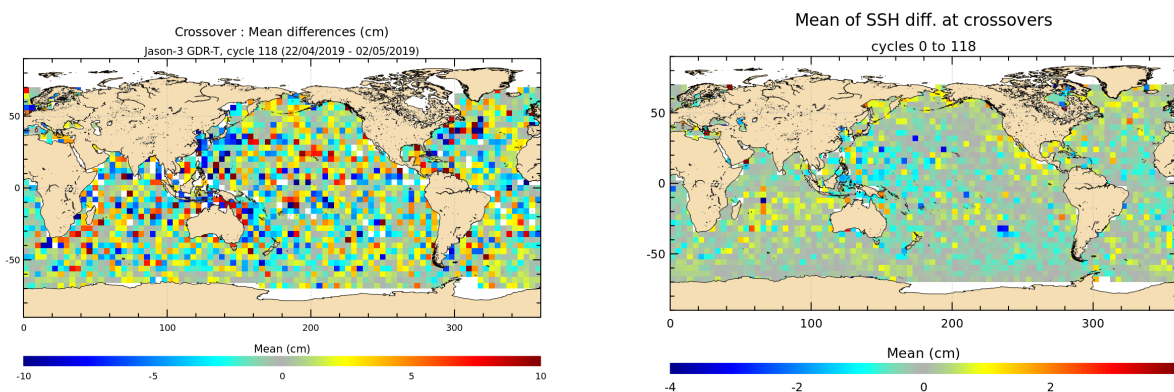 Crossover : Mean differences (cm)
Jason-3 GDR-T, cycle 118 (22/04/2019 - 02/05/2019)
50
0
-50
0 100 200 300
Mean (cm)
-10 -5 0 5 10
Mean of SSH diff. at crossovers
cycles 0 to 118
50
0
-50
0 100 200 300
Mean (cm)
-4 -2 0 2